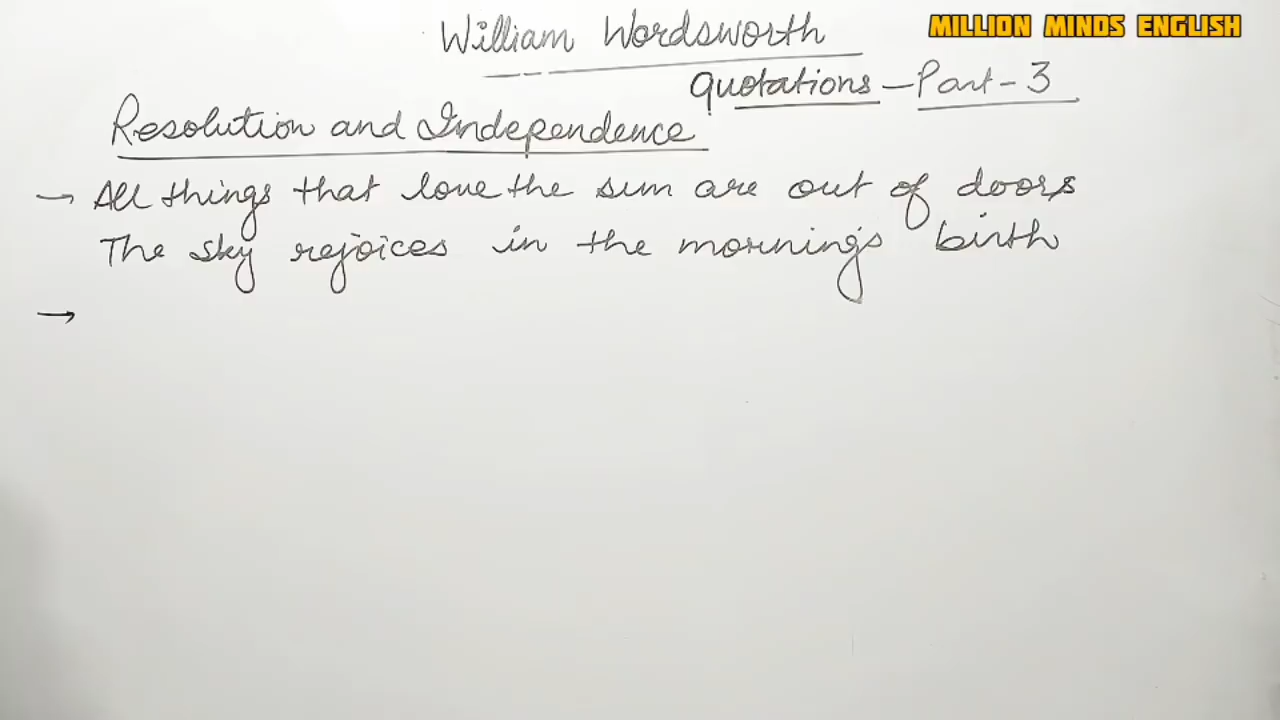 William Wordsworth
MILLION MINDS ENGLISH
Quotations - Part - 3
Resolution and Independence
→ All things that love the sun are out of doors
The sky rejoices in the morning's birth
→